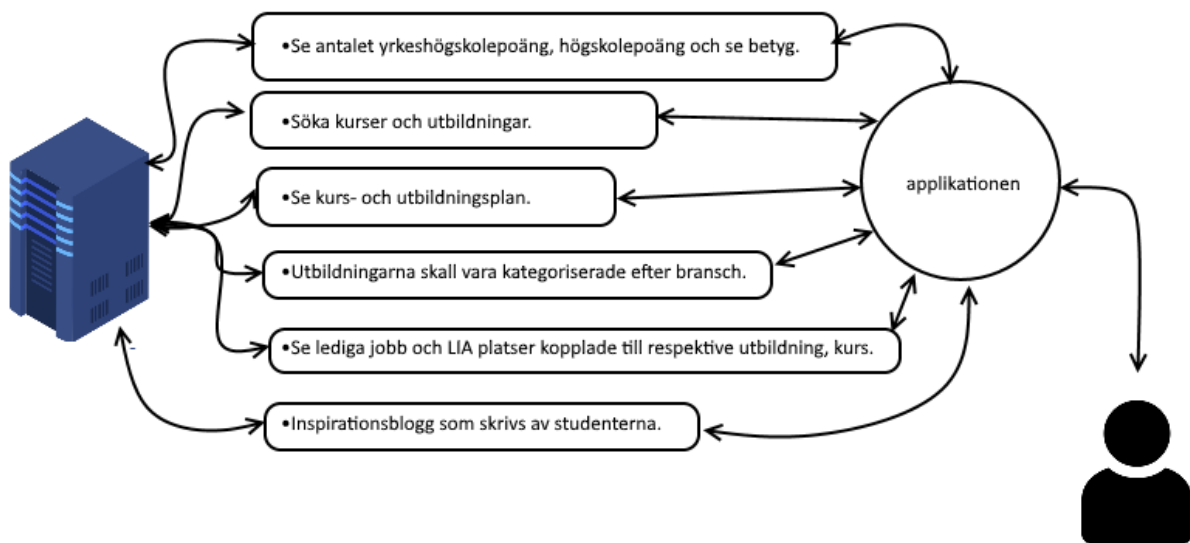 •Se antalet yrkeshögskolepoäng, högskolepoäng och se betyg.
•Söka kurser och utbildningar.
•Se kurs- och utbildningsplan.
applikationen
•Utbildningarna skall vara kategoriserade efter bransch.
•Se lediga jobb och LIA platser kopplade till respektive utbildning, kurs.
•Inspirationsblogg som skrivs av studenterna.